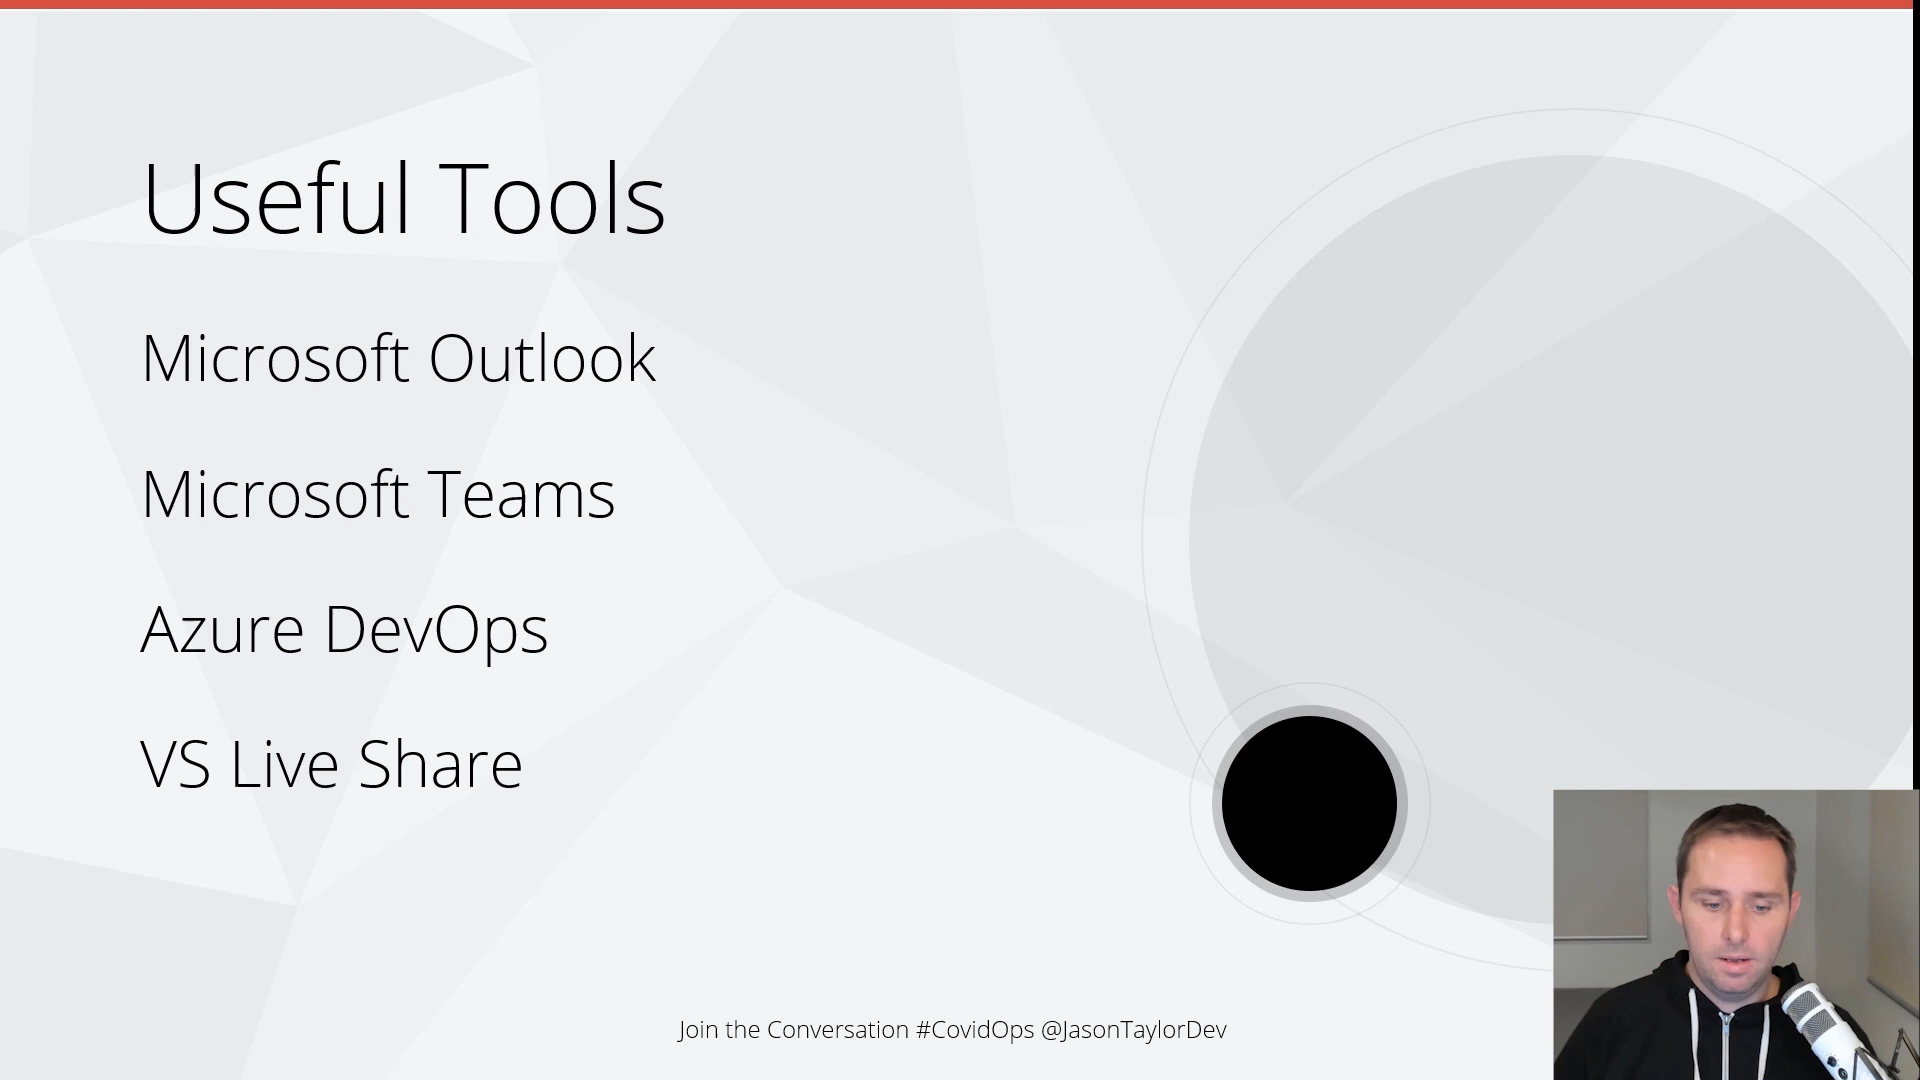 Useful Tools
Microsoft Outlook
Microsoft Teams
Azure DevOps
VS Live Share
Join the Conversation #CovidOps @JasonTaylorDev